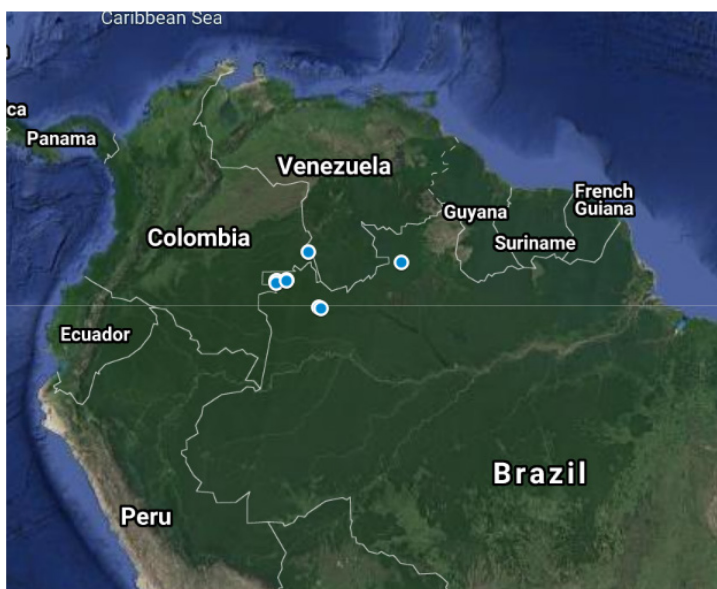 Caribbean Sea
ca
Panama
Venezuela
Guyana
French
Guiana
Suriname
Colombia
Ecuador
Brazil
Peru